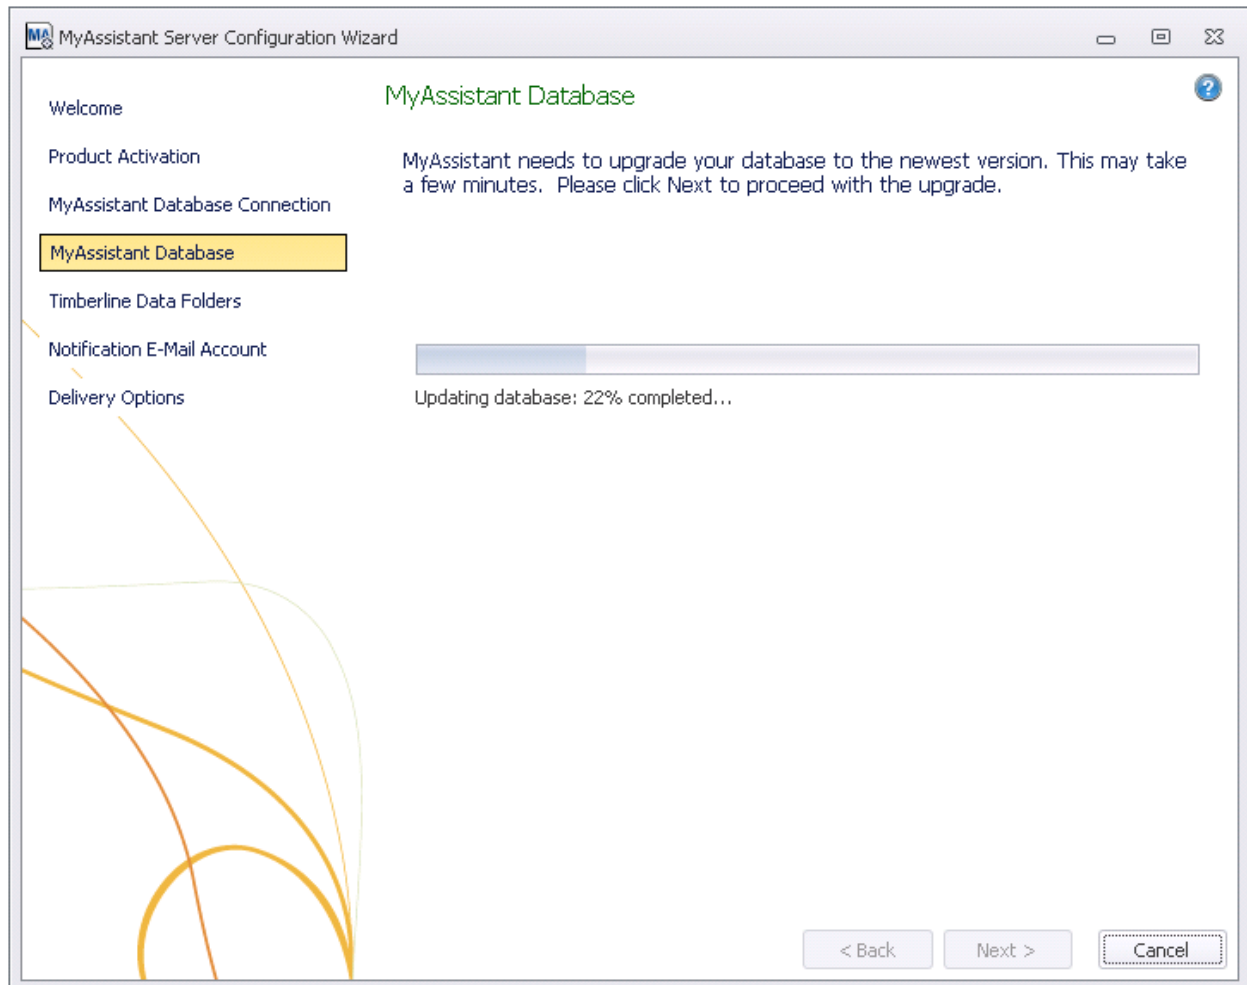 MyAssistant Server Configuration Wizard
Welcome
Product Activation
MyAssistant Database Connection
MyAssistant Database
Timberline Data Folders
Notification E-Mail Account
Delivery Options
MyAssistant Database
MyAssistant needs to upgrade your database to the newest version. This may take
a few minutes.  Please click Next to proceed with the upgrade.
Updating database: 22% completed...
< Back
Next >
Cancel